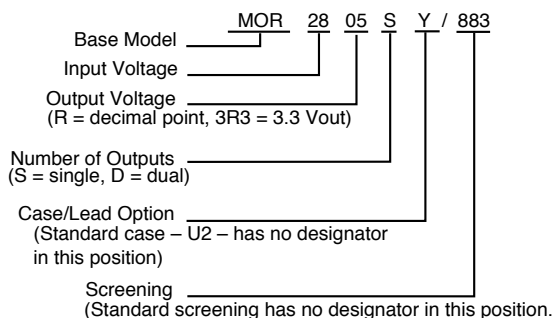 MOR 28 05 S Y / 883
Base Model
Input Voltage
Output Voltage
(R = decimal point, 3R3 = 3.3 Vout)
Number of Outputs
(S = single, D = dual)
Case/Lead Option
(Standard case – U2 – has no designator
in this position)
Screening
(Standard screening has no designator in this position.